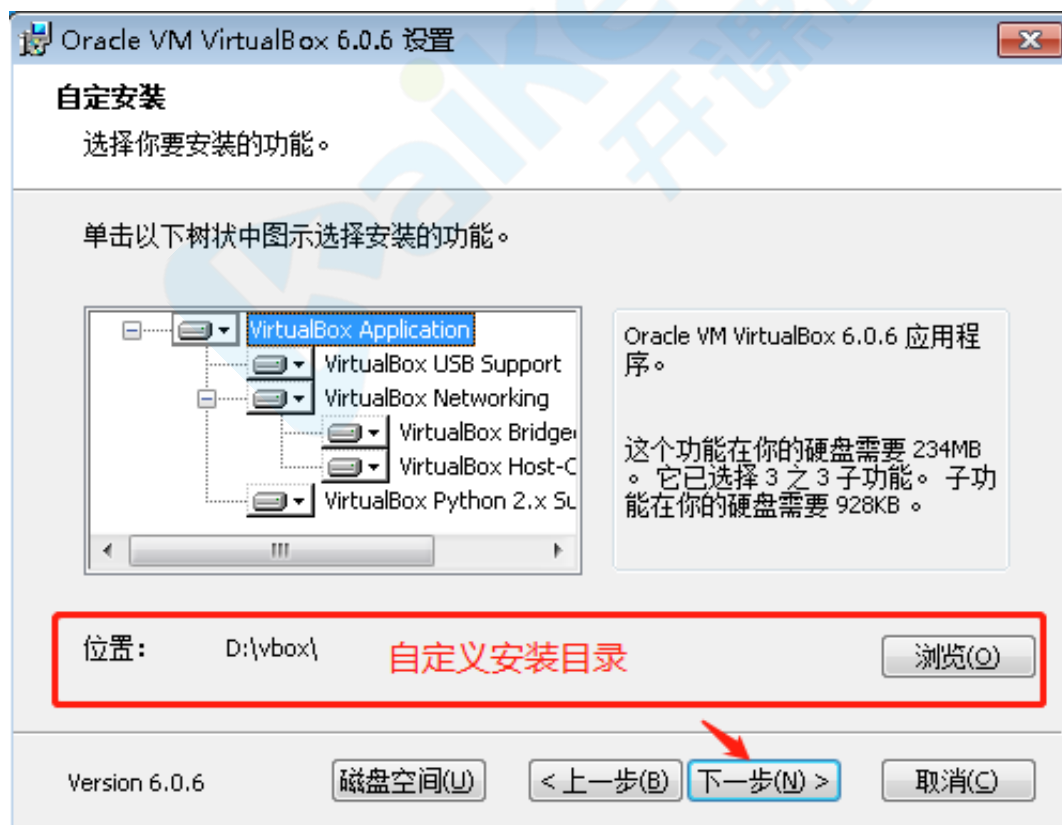 Oracle VM VirtualBox 6.0.6 设置
自定安装
选择你要安装的功能。
单击以下树状中图示选择安装的功能。
VirtualBox Application
VirtualBox USB Support
VirtualBox Networking
VirtualBox Bridge
VirtualBox Host-C
VirtualBox Python 2.x Su
Oracle VM VirtualBox 6.0.6 应用程
序。
这个功能在你的硬盘需要 234MB
。 它已选择 3 之 3 子功能。 子功
能在你的硬盘需要 928KB 。
位置: D:\vbox\ 自定义安装目录 浏览(O)
Version 6.0.6 磁盘空间(U) < 上一步(B) 下一步(N) > 取消(C)